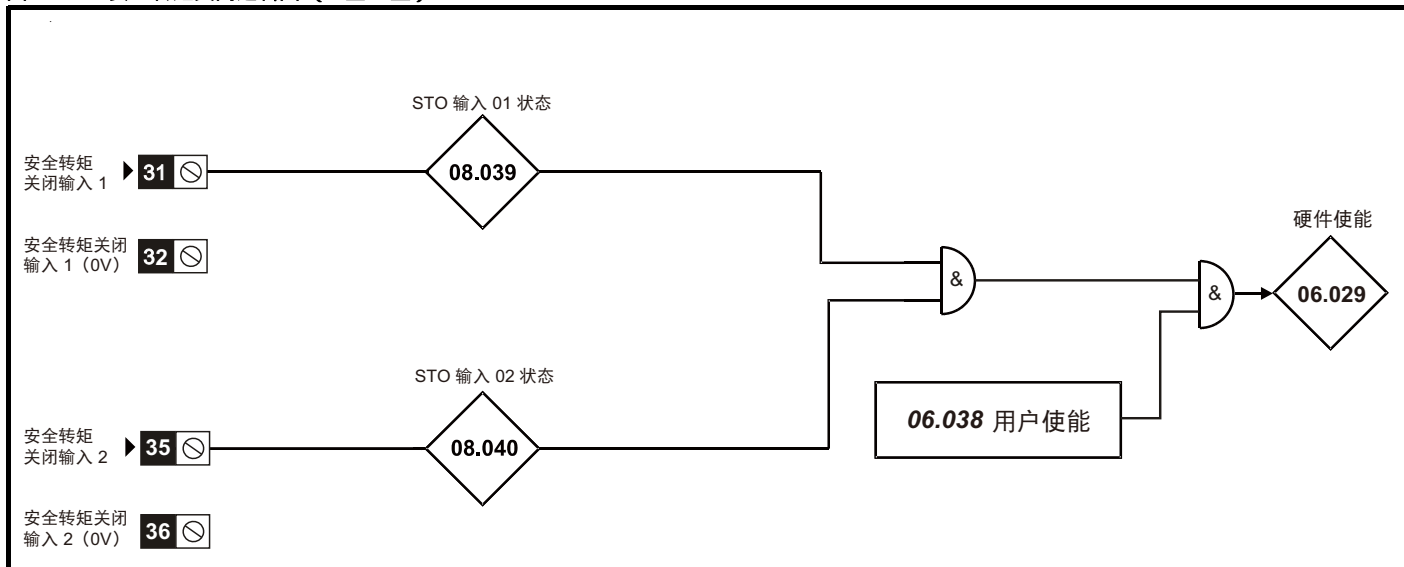 STO 输入 01 状态
安全转矩
关闭输入 1
31
08.039
安全转矩关闭
输入 1（0V）
32
硬件使能
&
&
06.029
STO 输入 02 状态
06.038 用户使能
安全转矩
关闭输入 2
35
08.040
安全转矩关闭
输入 2（0V）
36